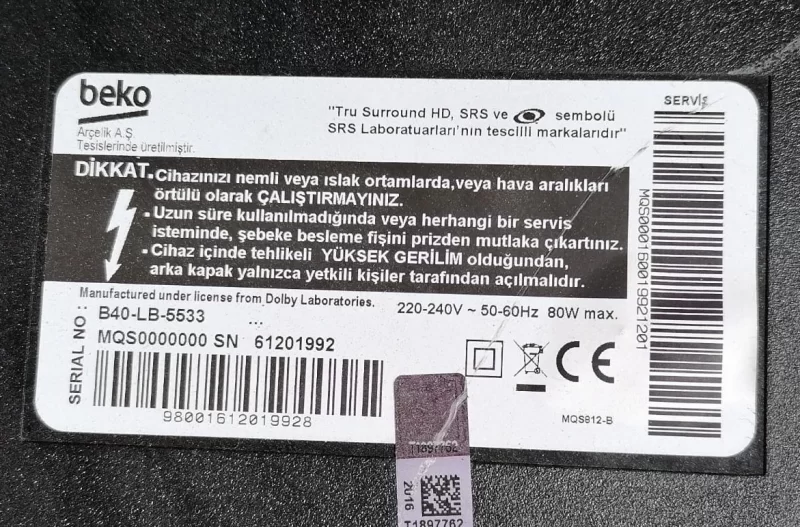 beko
Arçelik A.Ş
Tesislerinde üretilmiştir.
"Tru Surround HD, SRS ve sembolü
SRS Laboratuarları'nın tescilli markalarıdır"
SERVİS
DİKKAT
• Cihazınızı nemli veya ıslak ortamlarda,veya hava aralıkları
örtülü olarak ÇALIŞTIRMAYINIZ.
• Uzun süre kullanılmadığında veya herhangi bir servis
isteminde, şebeke besleme fişini prizden mutlaka çıkartınız.
• Cihaz içinde tehlikeli YÜKSEK GERİLİM olduğundan,
arka kapak yalnızca yetkili kişiler tarafından açılmalıdır.
Manufactured under license from Dolby Laboratories.
B40-LB-5533 ...
220-240V ~ 50-60Hz 80W max.
SERIAL NO:
MQS0000000 SN 61201992
98001612019928
CE
MQS812-B
T1897762
2016
T1897762